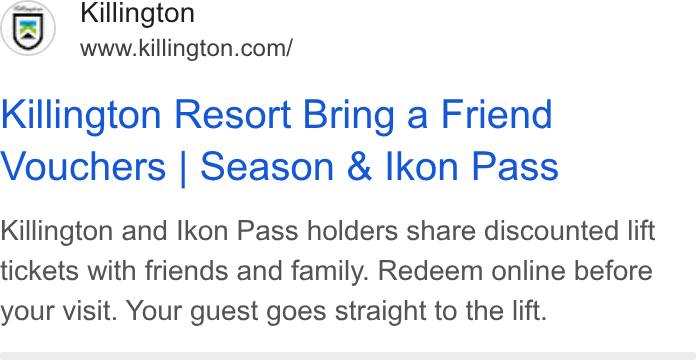 Killington
www.killington.com/
Killington Resort Bring a Friend
Vouchers | Season & Ikon Pass
Killington and Ikon Pass holders share discounted lift
tickets with friends and family. Redeem online before
your visit. Your guest goes straight to the lift.